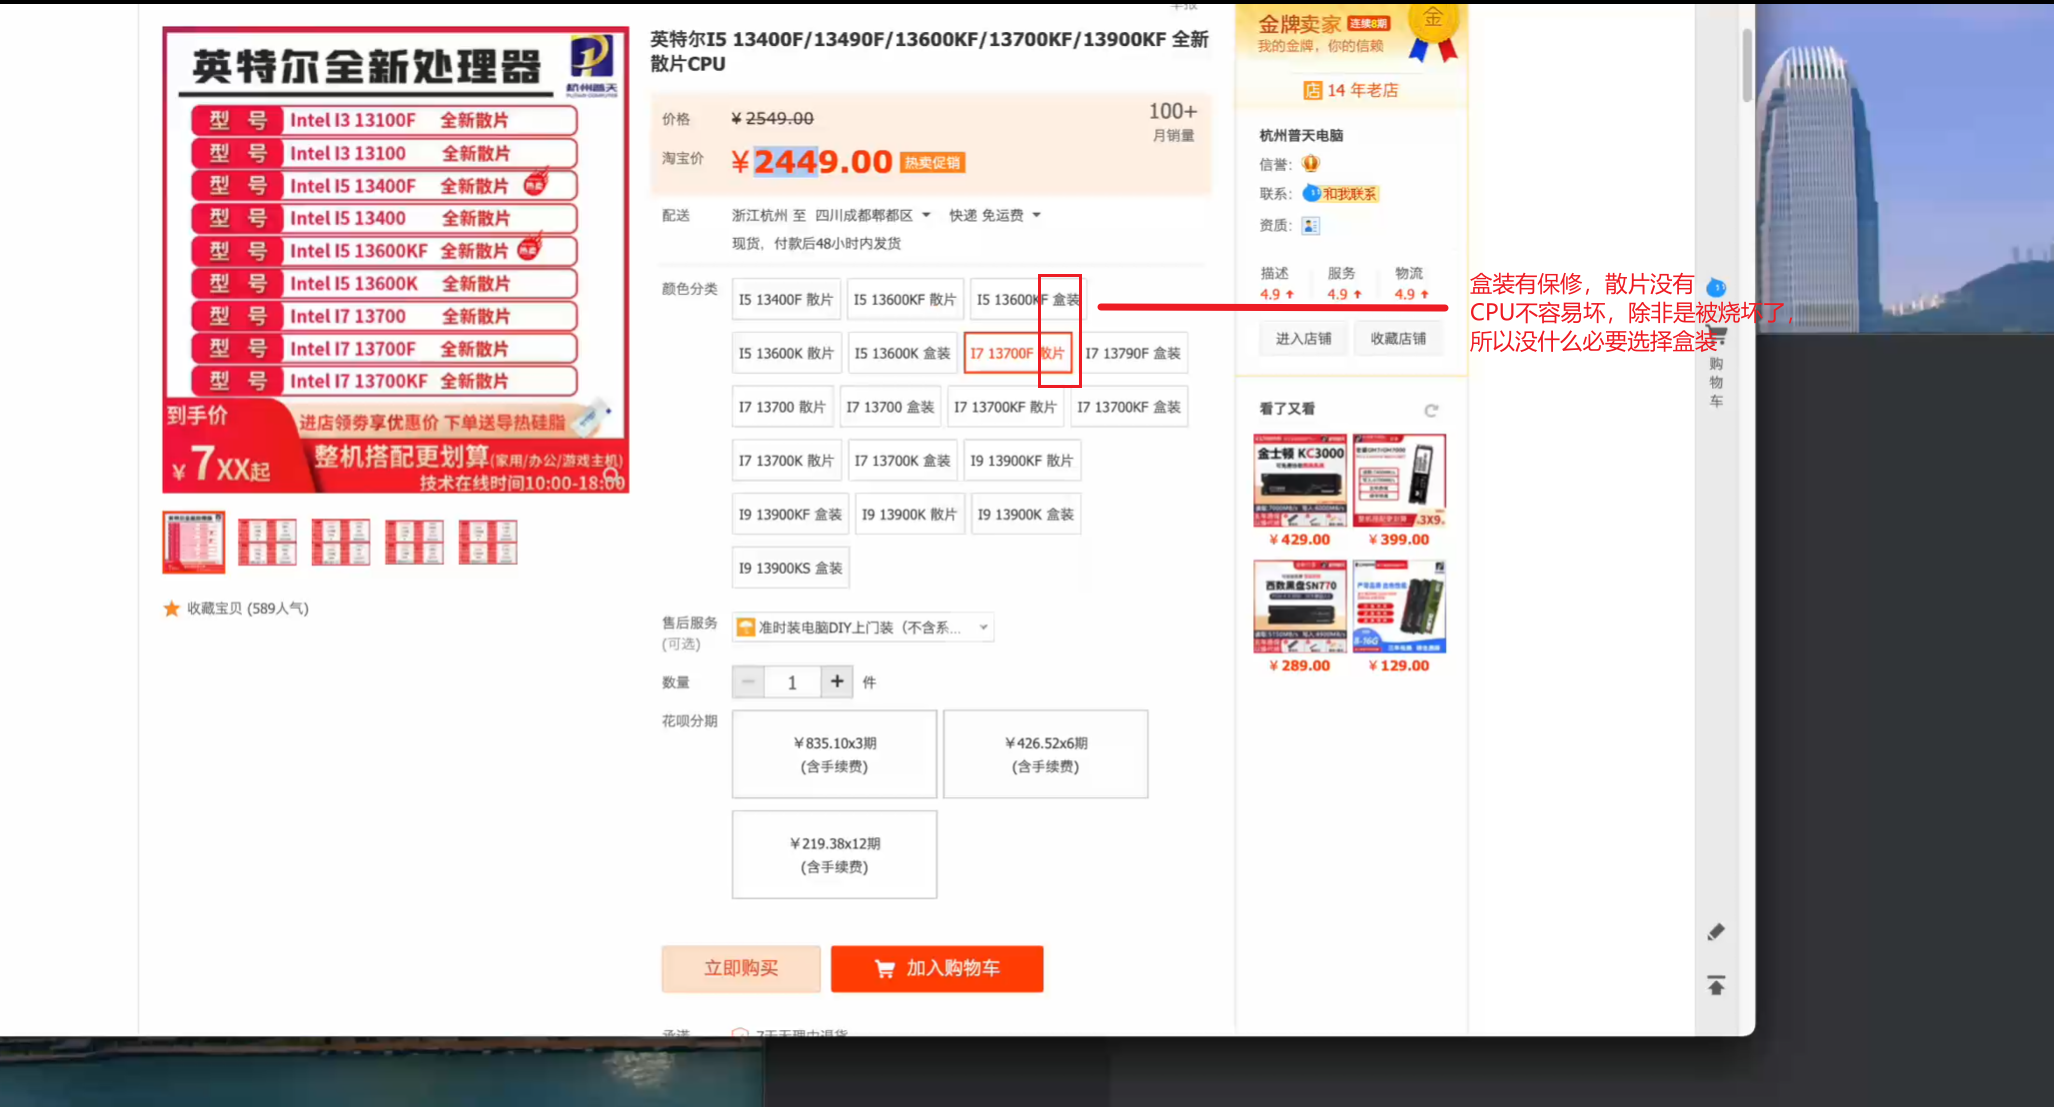 英特尔全新处理器
杭州普天
型 号 Intel I3 13100F 全新散片
型 号 Intel I3 13100 全新散片
型 号 Intel I5 13400F 全新散片 热卖
型 号 Intel I5 13400 全新散片
型 号 Intel I5 13600KF 全新散片 热卖
型 号 Intel I5 13600K 全新散片
型 号 Intel I7 13700 全新散片
型 号 Intel I7 13700F 全新散片
型 号 Intel I7 13700KF 全新散片
到手价
¥7XX起
进店领券享优惠价 下单送导热硅脂
整机搭配更划算(家用/办公/游戏主机)
技术在线时间10:00-18:00
收藏宝贝 (589人气)
英特尔I5 13400F/13490F/13600KF/13700KF/13900KF 全新
散片CPU
价格 ¥2549.00
100+
月销量
淘宝价 ¥2449.00 热卖促销
配送 浙江杭州 至 四川成都郫都区 快递 免运费
现货，付款后48小时内发货
颜色分类
I5 13400F 散片 I5 13600KF 散片 I5 13600KF 盒装
I5 13600K 散片 I5 13600K 盒装 I7 13700F 散片 I7 13790F 盒装
I7 13700 散片 I7 13700 盒装 I7 13700KF 散片 I7 13700KF 盒装
I7 13700K 散片 I7 13700K 盒装 I9 13900KF 散片
I9 13900KF 盒装 I9 13900K 散片 I9 13900K 盒装
I9 13900KS 盒装
售后服务
(可选)
准时装电脑DIY上门装（不含系...
数量 1 件
花呗分期
¥835.10x3期
(含手续费)
¥426.52x6期
(含手续费)
¥219.38x12期
(含手续费)
立即购买
加入购物车
承诺 7天无理由退货
金牌卖家 连续8期
金
我的金牌，你的信赖
店 14 年老店
杭州普天电脑
信誉：
联系： 和我联系
资质：
描述 服务 物流
4.9 4.9 4.9
进入店铺 收藏店铺
看了又看
金士顿 KC3000
¥429.00
¥399.00
西数黑盘SN770
¥289.00
8-16G
¥129.00
盒装有保修，散片没有
CPU不容易坏，除非是被烧坏了，
所以没什么必要选择盒装
购
物
车